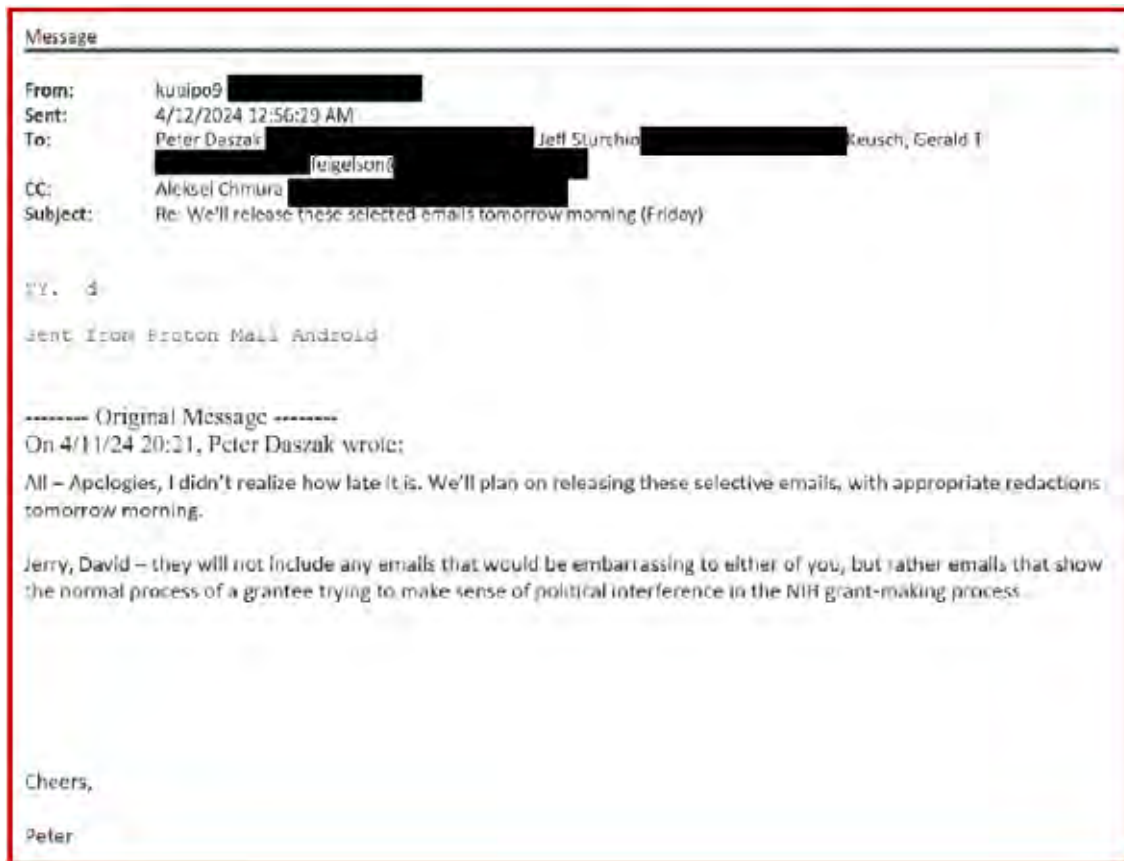 Message
From: kuuipo9
Sent: 4/12/2024 12:56:29 AM
To: Peter Daszak Jeff Sturchio Keusch, Gerald T
feigelson@
CC: Aleksei Chmura
Subject: Re: We'll release these selected emails tomorrow morning (Friday)
TY. d
Sent from Proton Mail Android
-------- Original Message --------
On 4/11/24 20:21, Peter Daszak wrote:
All – Apologies, I didn't realize how late it is. We'll plan on releasing these selective emails, with appropriate redactions
tomorrow morning.
Jerry, David – they will not include any emails that would be embarrassing to either of you, but rather emails that show
the normal process of a grantee trying to make sense of political interference in the NIH grant-making process.
Cheers,
Peter